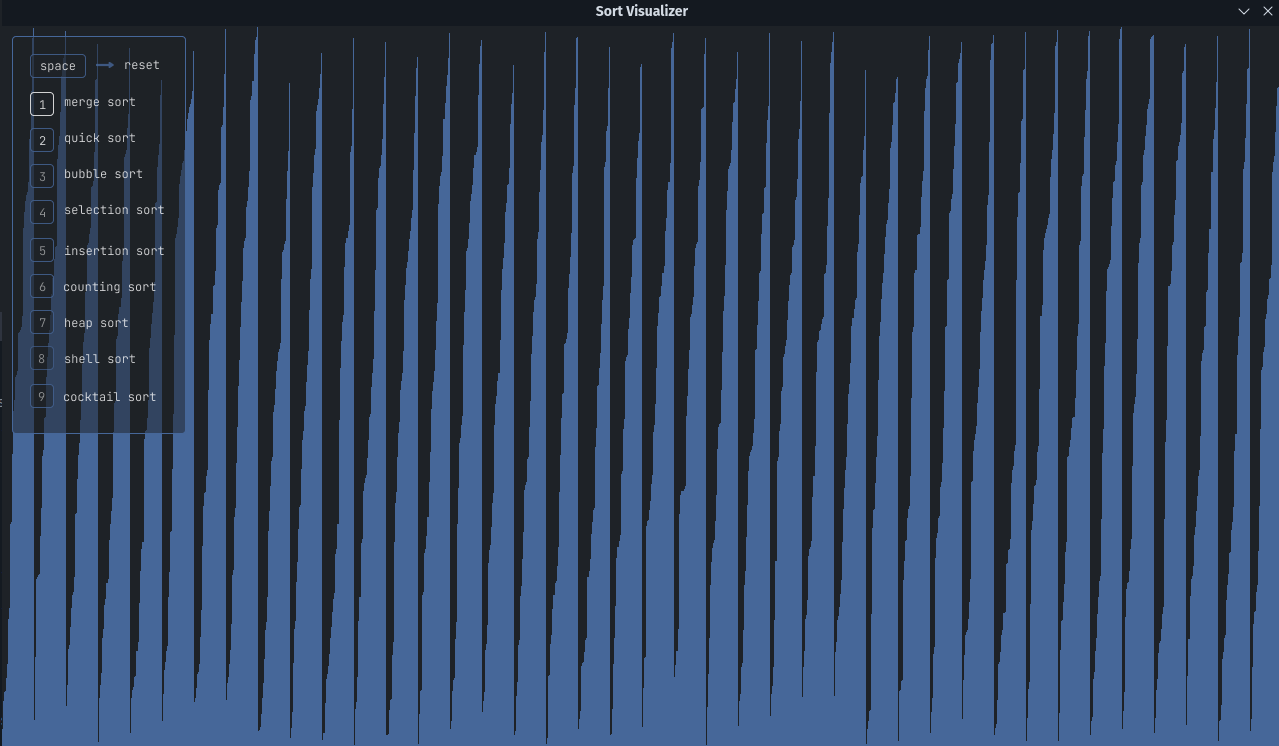 Sort Visualizer
space reset
1 merge sort
2 quick sort
3 bubble sort
4 selection sort
5 insertion sort
6 counting sort
7 heap sort
8 shell sort
9 cocktail sort